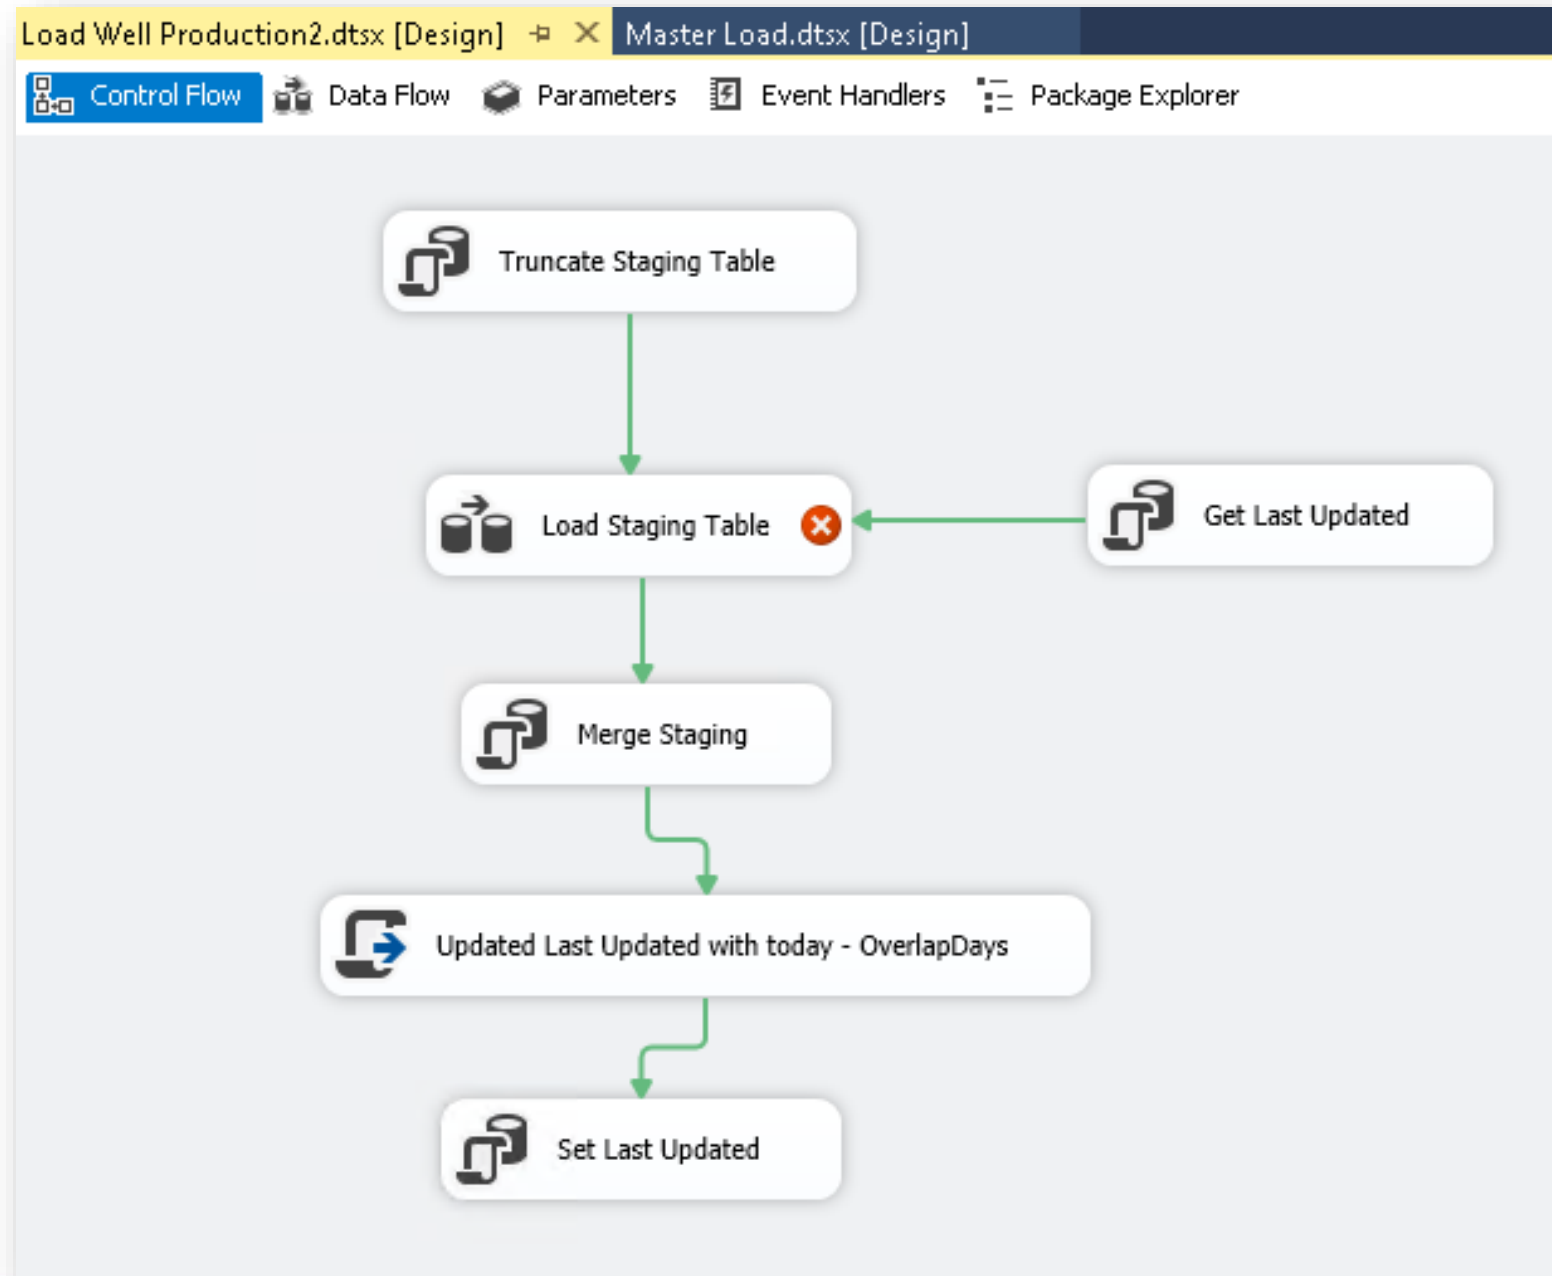 Load Well Production2.dtsx [Design] Master Load.dtsx [Design]
Control Flow Data Flow Parameters Event Handlers Package Explorer
Truncate Staging Table
Load Staging Table
Get Last Updated
Merge Staging
Updated Last Updated with today - OverlapDays
Set Last Updated